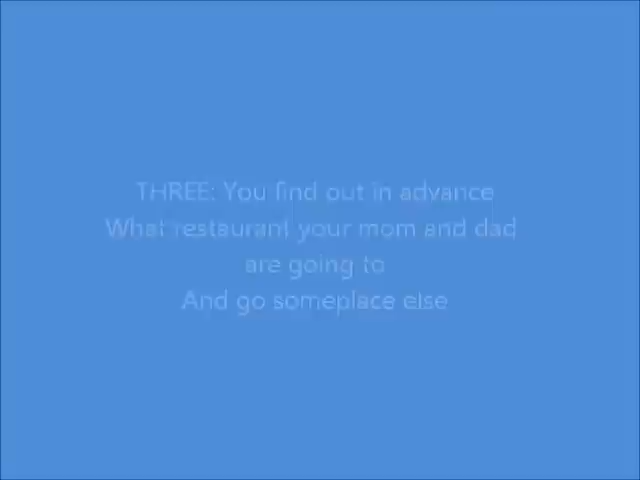 THREE: You find out in advance
What restaurant your mom and dad
are going to
And go someplace else